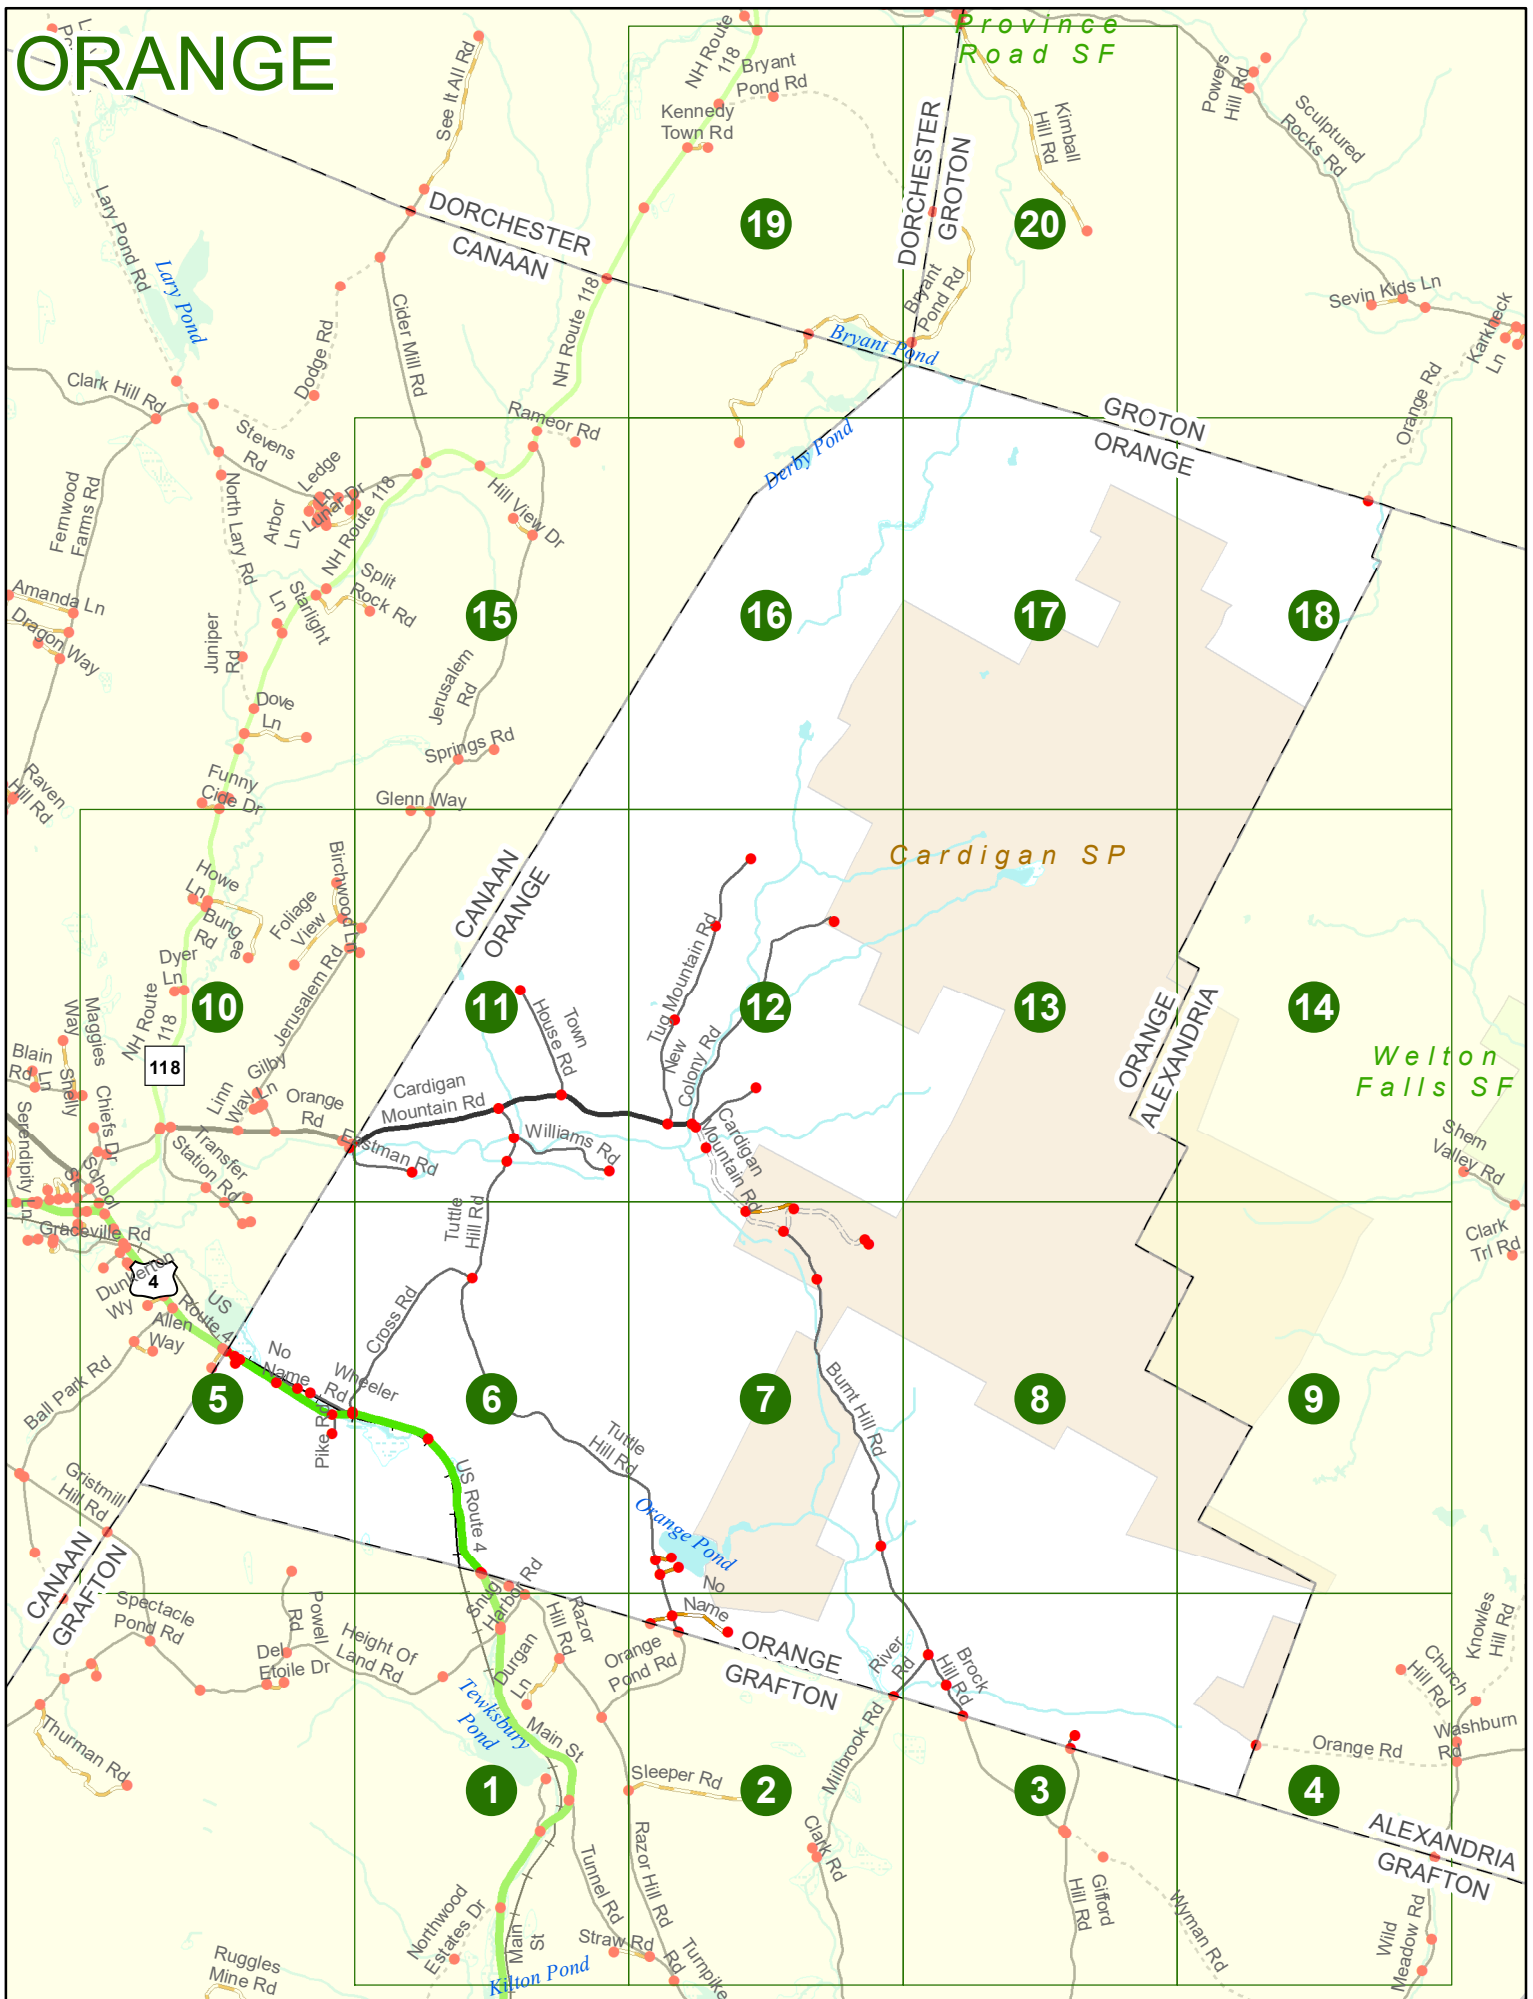 ORANGE
Province
Road SF
NH Route
118
Bryant
Pond Rd
Kennedy
Town Rd
See It All Rd
Powers
Hill Rd
Sculptured
Rocks Rd
Kimball
Hill Rd
DORCHESTER
GROTON
DORCHESTER
CANAAN
19
20
Lary Pond Rd
Lary Pond
Cider Mill Rd
Dodge Rd
NH Route 118
Bryant
Pond Rd
Bryant Pond
Sevin Kids Ln
Karkheck
Ln
Orange Rd
Clark Hill Rd
Rameor Rd
GROTON
ORANGE
Derby Pond
Stevens
Rd
Ledge
Ln
Lunar Dr
Arbor
Ln
NH Route 118
Hill View Dr
Fernwood
Farms Rd
North Lary Rd
Split
Rock Rd
Starlight
Ln
Amanda Ln
Dragon Way
Juniper
Rd
15
16
17
18
Jerusalem
Rd
Dove
Ln
Springs Rd
Raven
Hill Rd
Funny
Cide Dr
Glenn Way
Cardigan SP
Howe
Ln
Bungee
Rd
Birchwood Ln
Foliage
View
CANAAN
ORANGE
Dyer
Ln
Jerusalem Rd
Tug Mountain Rd
New
Colony Rd
10
11
12
13
14
Town
House Rd
NH Route
118
118
Maggies
Way
Blain
Rd
Shelly
Ln
Chiefs Dr
Linn
Way
Gilby
Ln
Orange
Rd
Cardigan
Mountain Rd
ORANGE
ALEXANDRIA
Welton
Falls SF
Serendipity Ln
School
St
Transfer
Station Rd
Eastman Rd
Williams Rd
Cardigan
Mountain Rd
Shem
Valley Rd
Graceville Rd
Tuttle
Hill Rd
Clark
Trl Rd
Dunkerton
Wy
4
US
Route 4
Allen
Way
Cross Rd
No
Name
Rd
Wheeler
Ball Park Rd
5
6
7
8
9
Burnt Hill Rd
Pike Rd
Tuttle
Hill Rd
US Route 4
Gristmill
Hill Rd
Orange Pond
CANAAN
GRAFTON
Snug
Harbor Rd
No
Name
Spectacle
Pond Rd
Powell
Rd
Del
Etoile Dr
Height Of
Land Rd
Razor
Hill Rd
Durgan
Ln
Orange
Pond Rd
ORANGE
GRAFTON
River
Rd
Brock
Hill Rd
Knowles
Hill Rd
Church
Hill Rd
Washburn
Rd
Orange Rd
Tewksbury
Pond
Main St
Thurman Rd
Sleeper Rd
Millbrook Rd
1
2
3
4
ALEXANDRIA
GRAFTON
Clark Rd
Tunnel Rd
Razor Hill Rd
Gifford
Hill Rd
Wyman Rd
Wild
Meadow Rd
Northwood
Estates Dr
Main
St
Straw Rd
Turnpike
Rd
Ruggles
Mine Rd
Kilton Pond